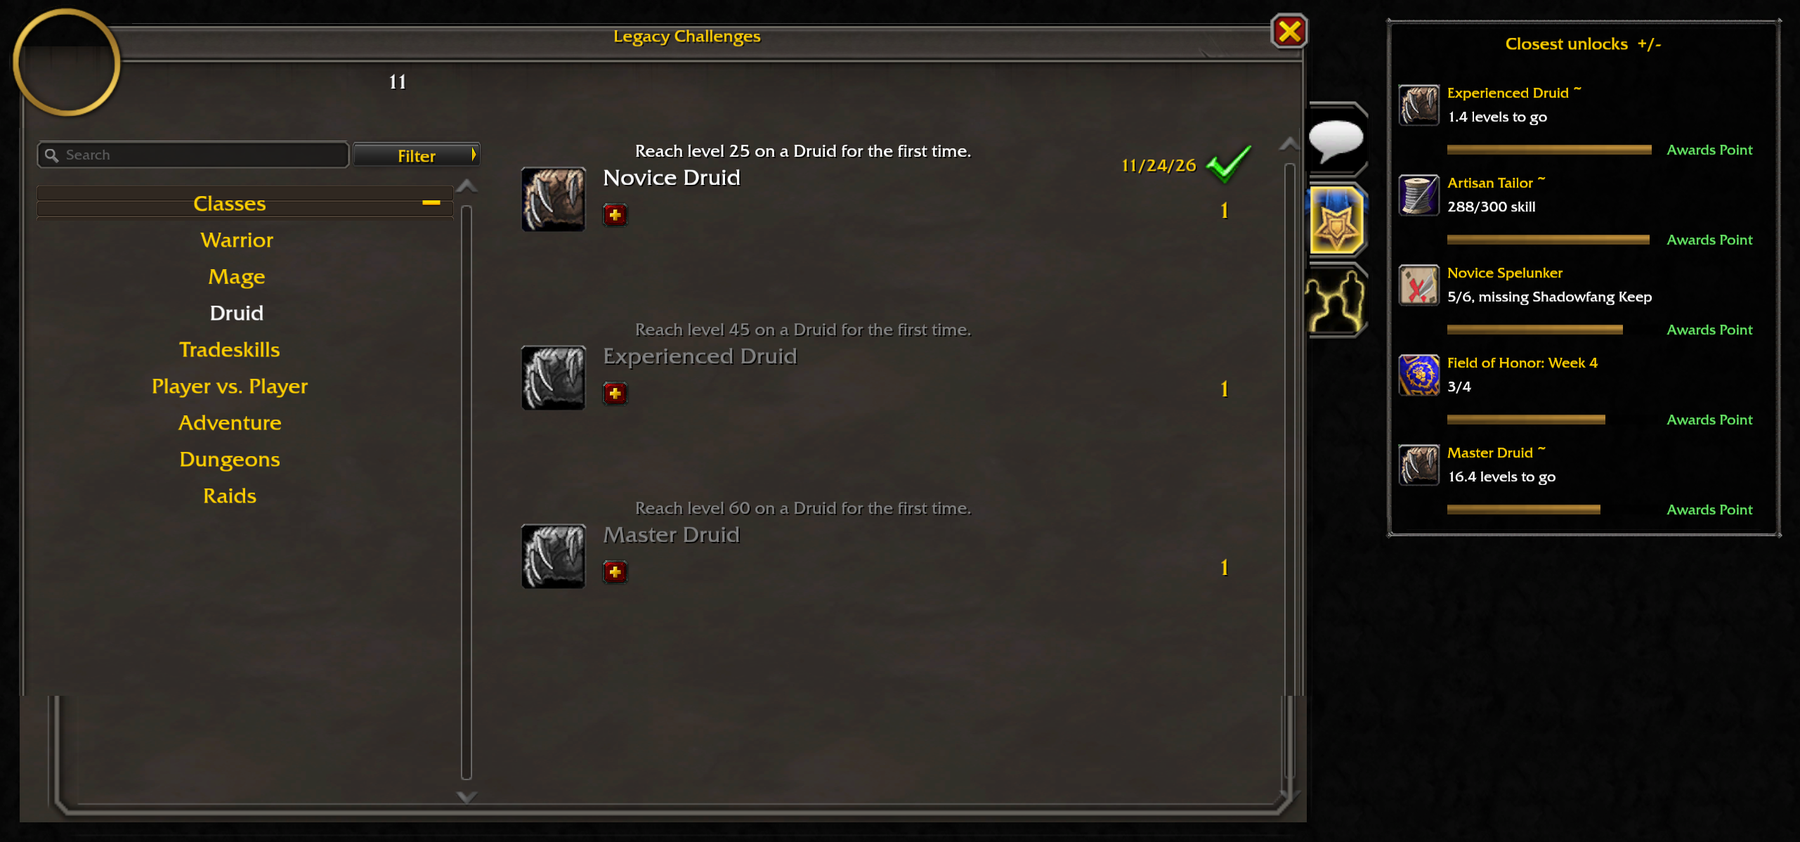 Legacy Challenges
11
Search
Filter
Classes
Warrior
Mage
Druid
Tradeskills
Player vs. Player
Adventure
Dungeons
Raids
Reach level 25 on a Druid for the first time.
Novice Druid
11/24/26
1
Reach level 45 on a Druid for the first time.
Experienced Druid
1
Reach level 60 on a Druid for the first time.
Master Druid
1
Closest unlocks +/-
Experienced Druid ~
1.4 levels to go
Awards Point
Artisan Tailor ~
288/300 skill
Awards Point
Novice Spelunker
5/6, missing Shadowfang Keep
Awards Point
Field of Honor: Week 4
3/4
Awards Point
Master Druid ~
16.4 levels to go
Awards Point